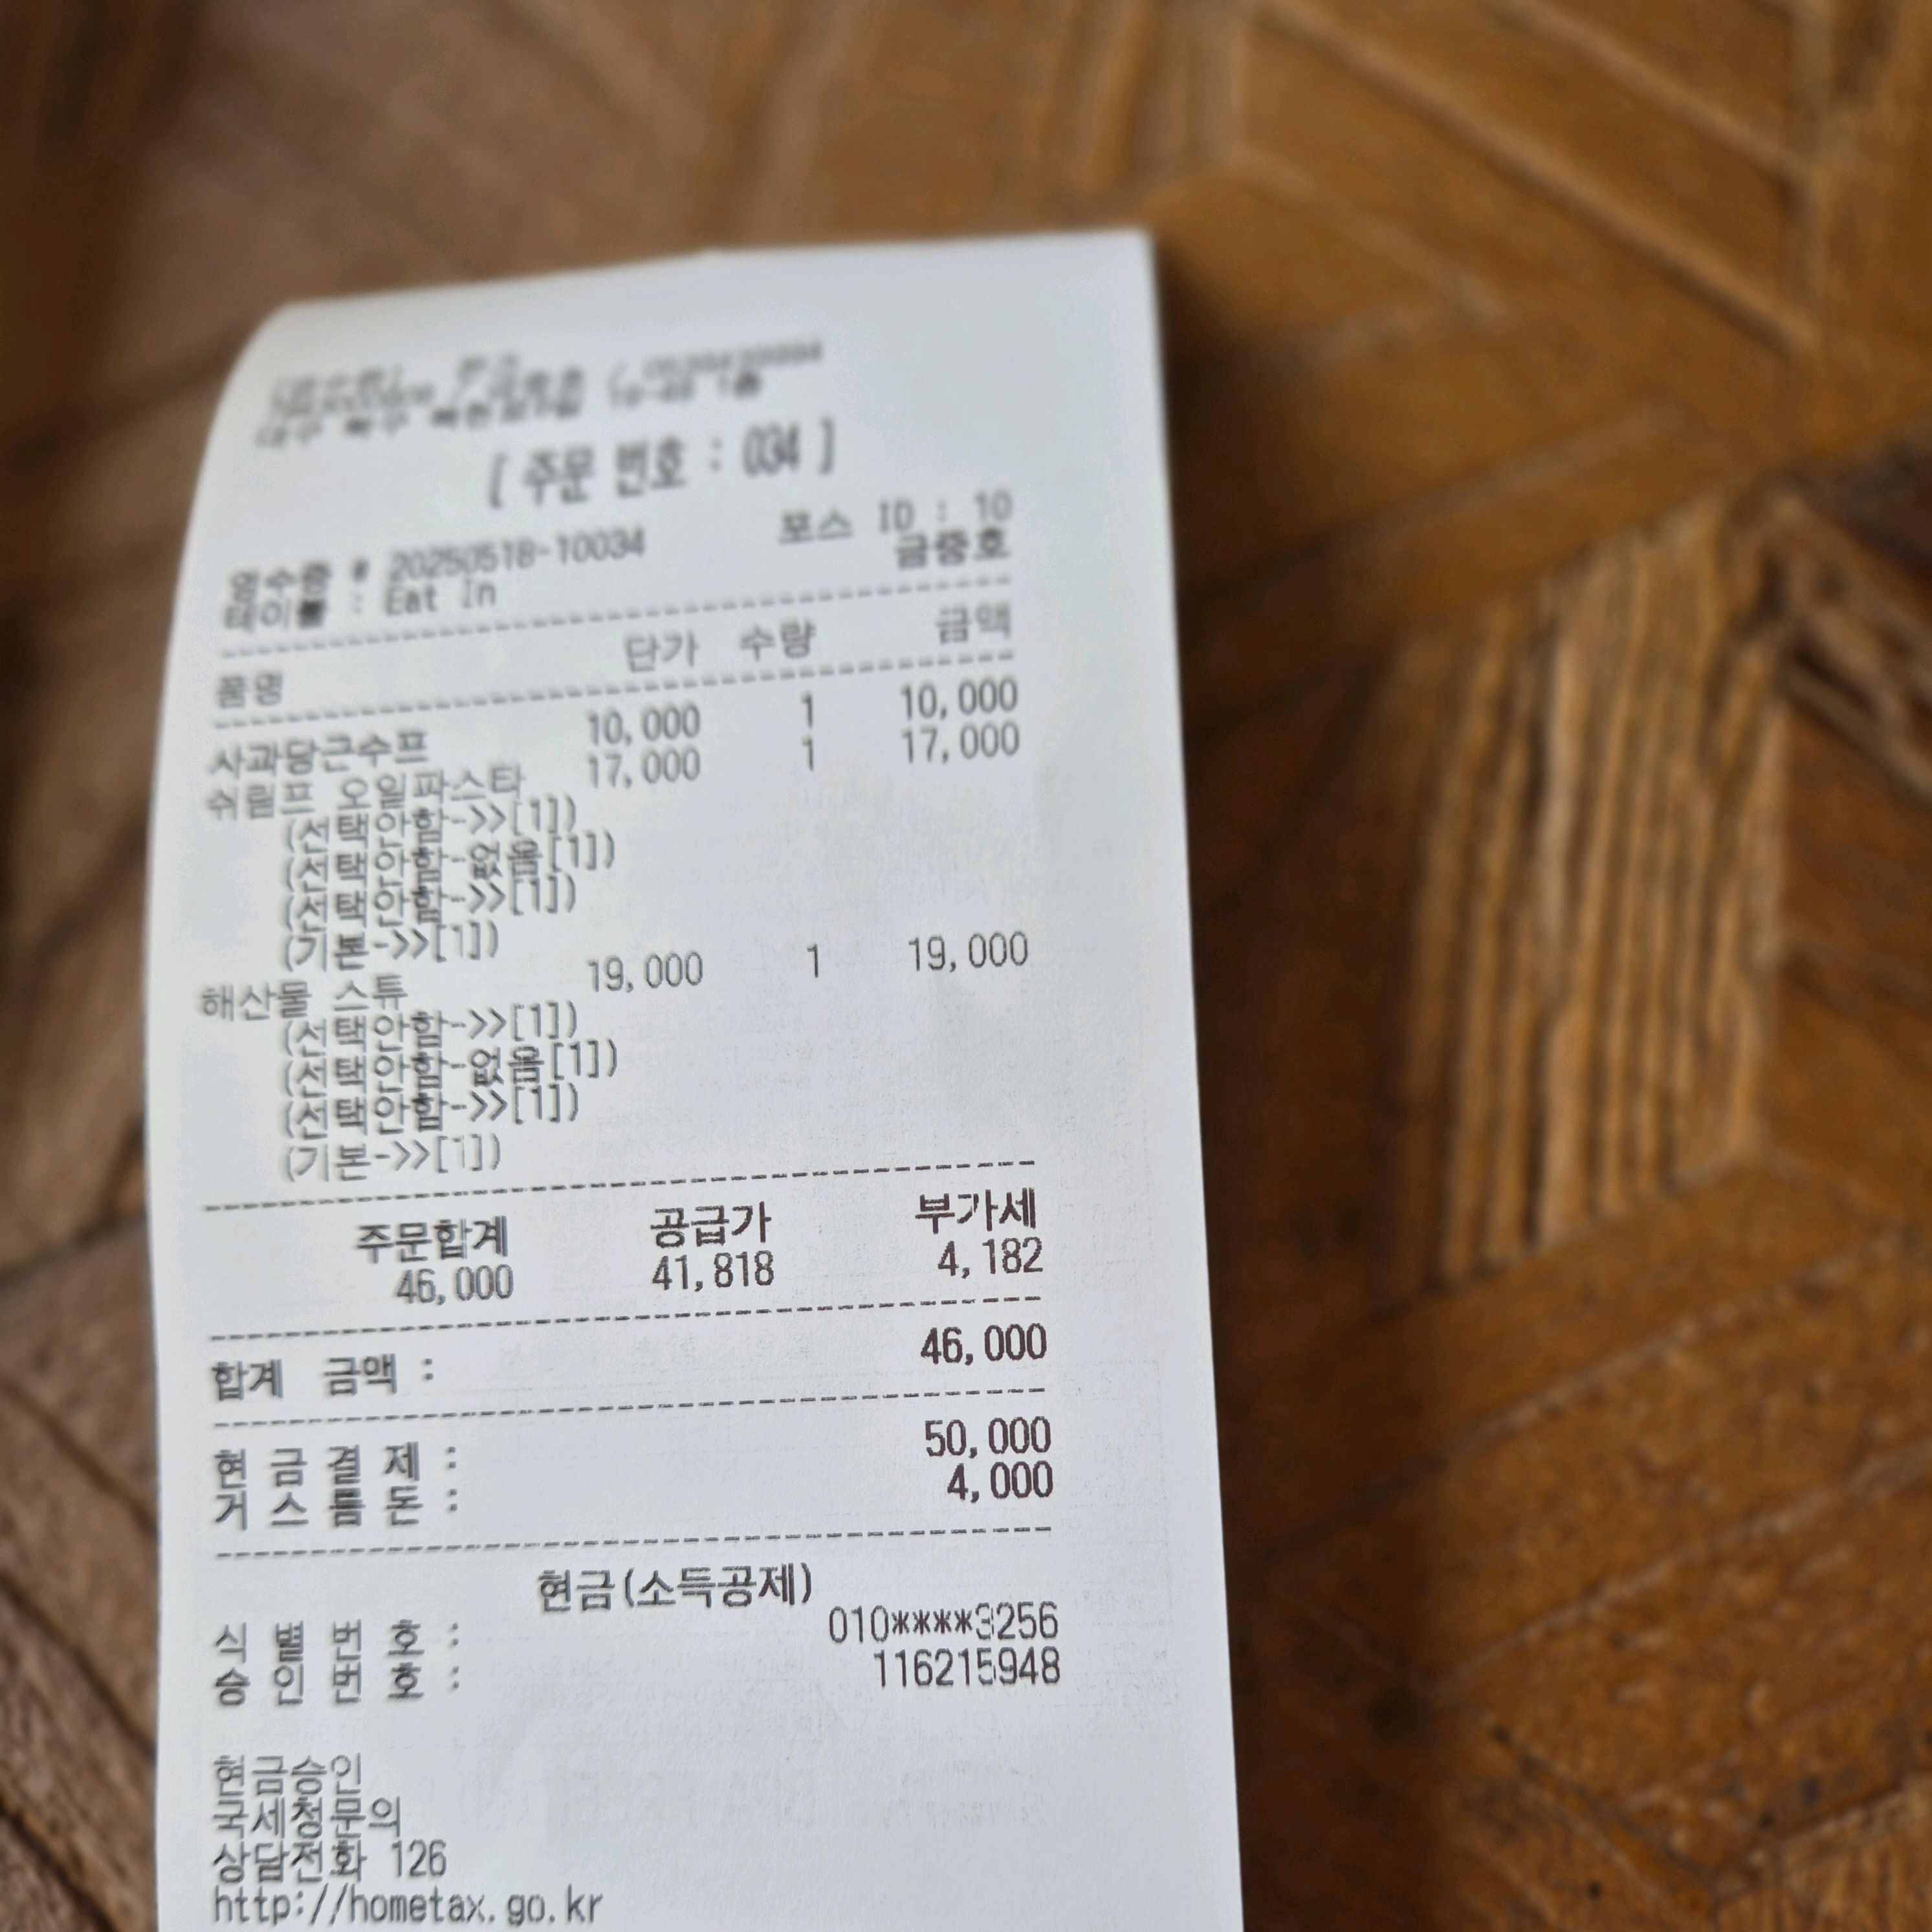 [ 주문 번호 : 034 ]
포스 ID : 10
영수증 # 20250518-10034
금중호
테이블 : Eat In
품명 단가 수량 금액
사과당근수프 10,000 1 10,000
쉬림프 오일파스타 17,000 1 17,000
(선택안함->>[1])
(선택안함-없음[1])
(선택안함->>[1])
(기본->>[1])
해산물 스튜 19,000 1 19,000
(선택안함->>[1])
(선택안함-없음[1])
(선택안함->>[1])
(기본->>[1])
주문합계 공급가 부가세
46,000 41,818 4,182
합계 금액 : 46,000
현 금 결 제 : 50,000
거 스 름 돈 : 4,000
현금(소득공제)
식 별 번 호 : 010****3256
승 인 번 호 : 116215948
현금승인
국세청문의
상담전화 126
http://hometax.go.kr